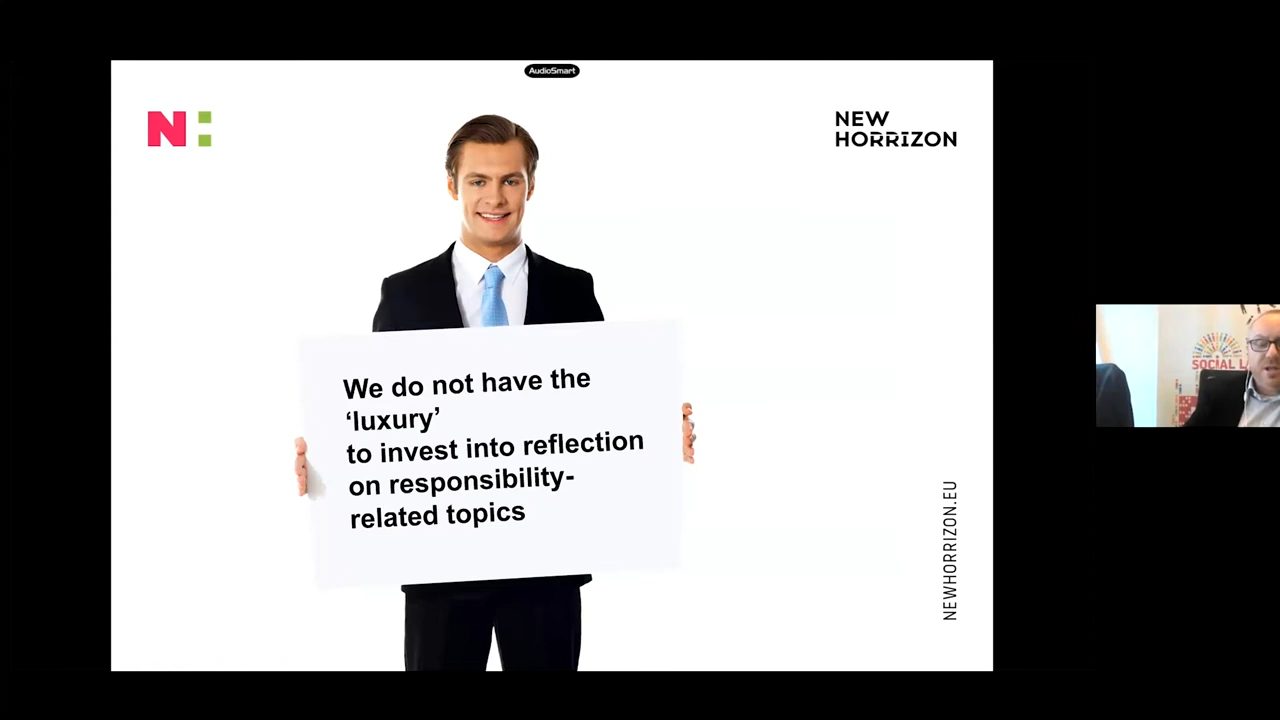 AudioSmart
N:
NEW
HORRIZON
We do not have the
‘luxury’
to invest into reflection
on responsibility-
related topics
SOCIAL L
NEWHORRIZON.EU